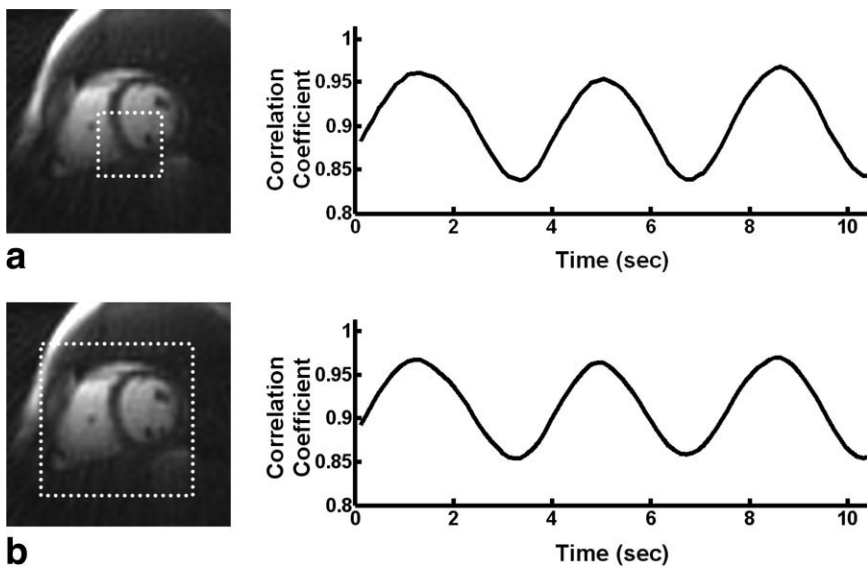 1
0.95
0.9
0.85
0.8
Correlation
Coefficient
0 2 4 6 8 10
Time (sec)
a
1
0.95
0.9
0.85
0.8
Correlation
Coefficient
0 2 4 6 8 10
Time (sec)
b